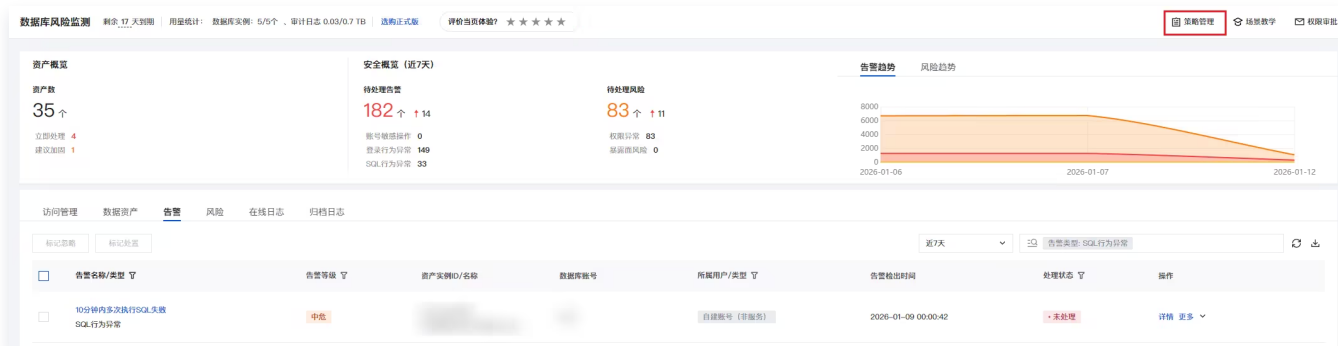 数据库风险监测 剩余 17 天到期 用量统计： 数据库实例：5/5个 、审计日志 0.03/0.7 TB 选购正式版 评价当页体验？ 策略管理 场景教学 权限审批
资产概览 安全概览（近7天） 告警趋势 风险趋势
资产数 待处理告警 待处理风险
35 个 182 个 14 83 个 11
立即处理 4 账号敏感操作 0 权限异常 83
建议加固 1 登录行为异常 149 暴露面风险 0
SQL行为异常 33
8000
6000
4000
2000
0
2026-01-06 2026-01-07 2026-01-12
访问管理 数据资产 告警 风险 在线日志 归档日志
标记忽略 标记处置 近7天 告警类型: SQL行为异常
告警名称/类型 告警等级 资产实例ID/名称 数据库账号 所属用户/类型 告警检出时间 处理状态 操作
10分钟内多次执行SQL失败 中危 自建账号（非服务） 2026-01-09 00:00:42 未处理 详情 更多
SQL行为异常